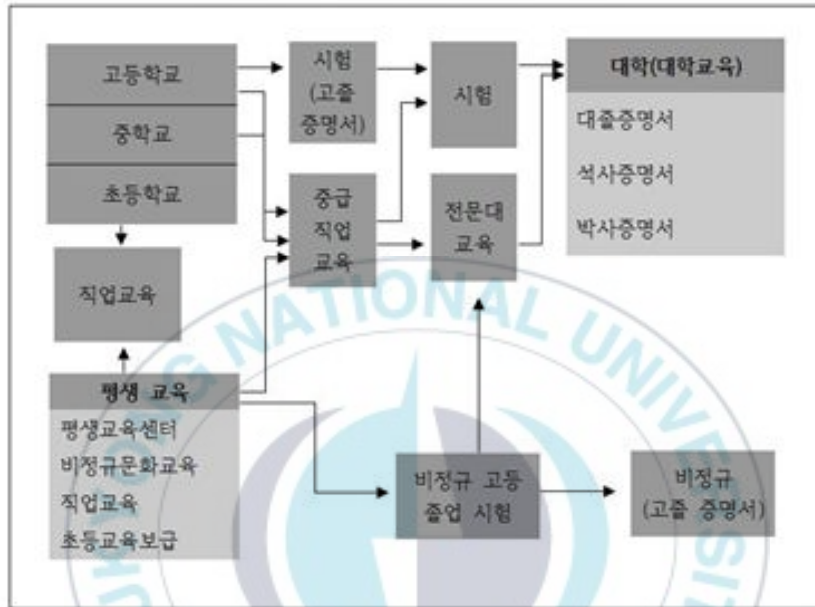 고등학교
중학교
초등학교
시험
(고졸
증명서)
시험
대학(대학교육)
대졸증명서
석사증명서
박사증명서
중급
직업
교육
전문대
교육
직업교육
평생 교육
평생교육센터
비정규문화교육
직업교육
초등교육보급
비정규 고등
졸업 시험
비정규
(고졸 증명서)
UKYONG NATIONAL UNIVERSIT